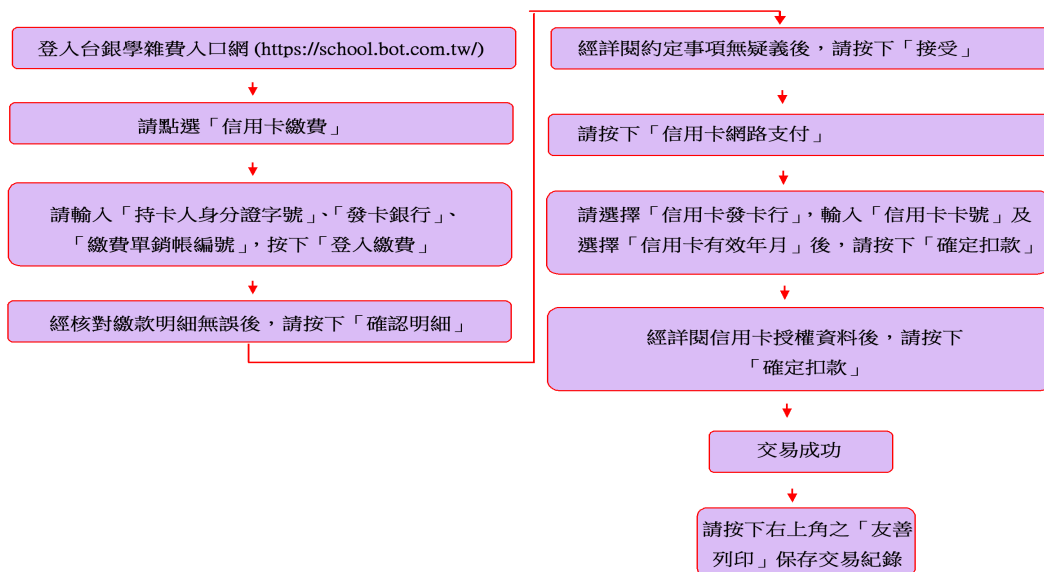 登入台銀學雜費入口網 (https://school.bot.com.tw/)
請點選「信用卡繳費」
請輸入「持卡人身分證字號」、「發卡銀行」、
「繳費單銷帳編號」，按下「登入繳費」
經核對繳款明細無誤後，請按下「確認明細」
經詳閱約定事項無疑義後，請按下「接受」
請按下「信用卡網路支付」
請選擇「信用卡發卡行」，輸入「信用卡卡號」及
選擇「信用卡有效年月」後，請按下「確定扣款」
經詳閱信用卡授權資料後，請按下
「確定扣款」
交易成功
請按下右上角之「友善
列印」保存交易紀錄